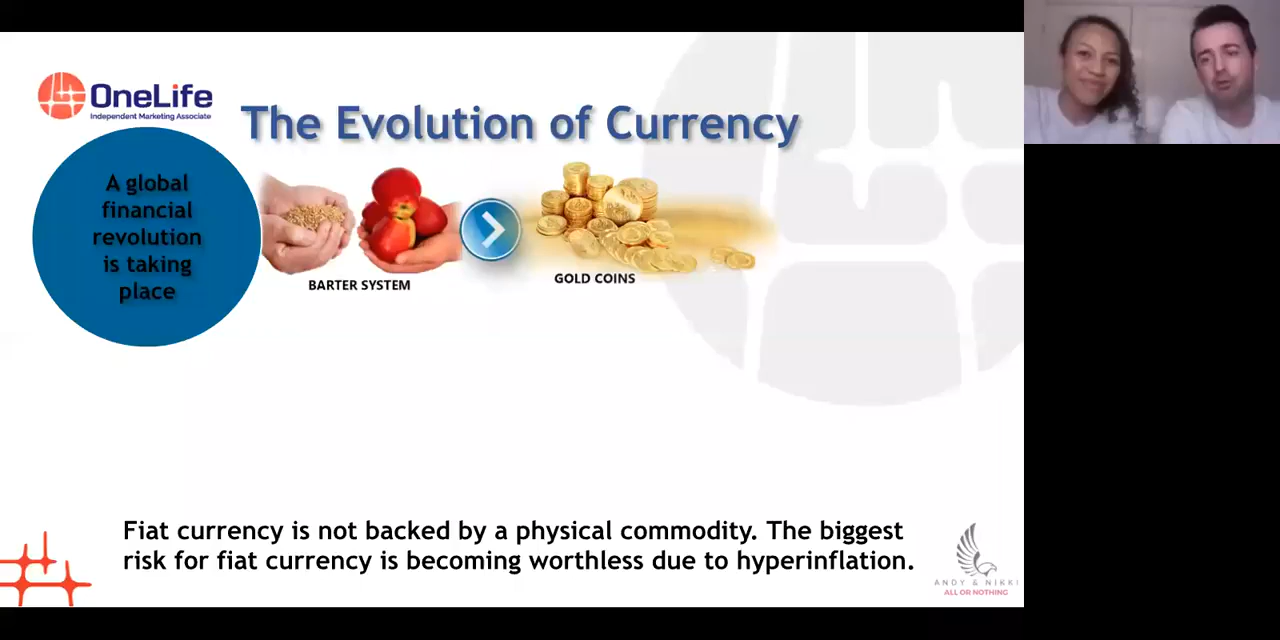 OneLife
Independent Marketing Associate
The Evolution of Currency
A global
financial
revolution
is taking
place
BARTER SYSTEM
GOLD COINS
Fiat currency is not backed by a physical commodity. The biggest
risk for fiat currency is becoming worthless due to hyperinflation.
ANDY & NIKKI
ALL OR NOTHING